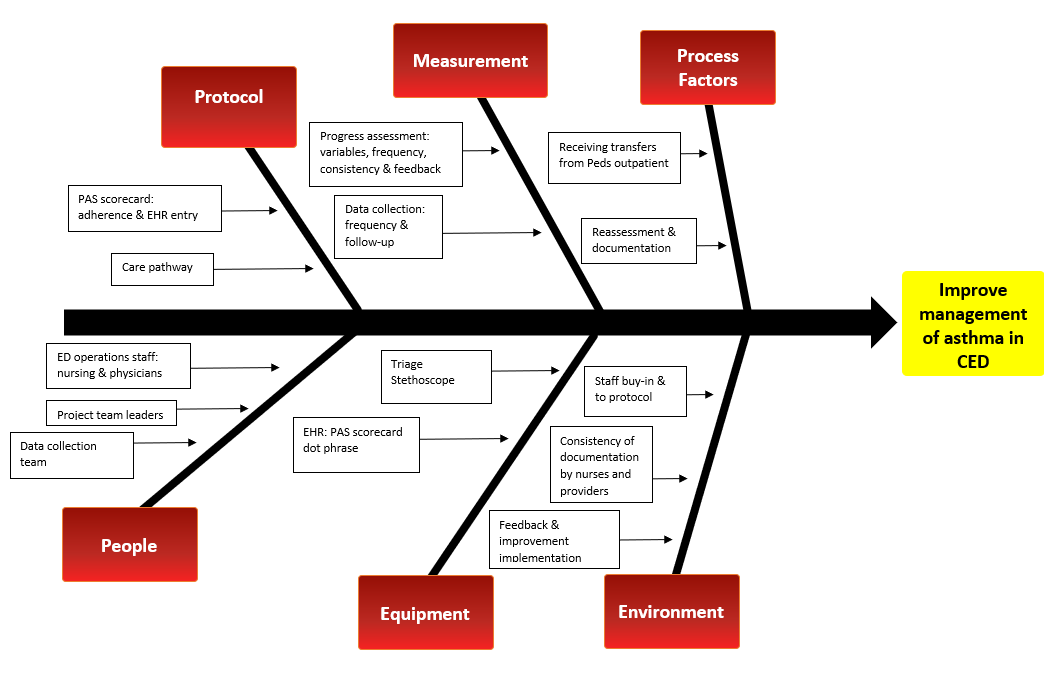 Protocol
Measurement
Process
Factors
PAS scorecard:
adherence & EHR entry
Care pathway
Progress assessment:
variables, frequency,
consistency & feedback
Data collection:
frequency &
follow-up
Receiving transfers
from Peds outpatient
Reassessment &
documentation
Improve
management
of asthma in
CED
ED operations staff:
nursing & physicians
Project team leaders
Data collection
team
People
Triage
Stethoscope
EHR: PAS scorecard
dot phrase
Equipment
Staff buy-in &
to protocol
Consistency of
documentation
by nurses and
providers
Feedback &
improvement
implementation
Environment